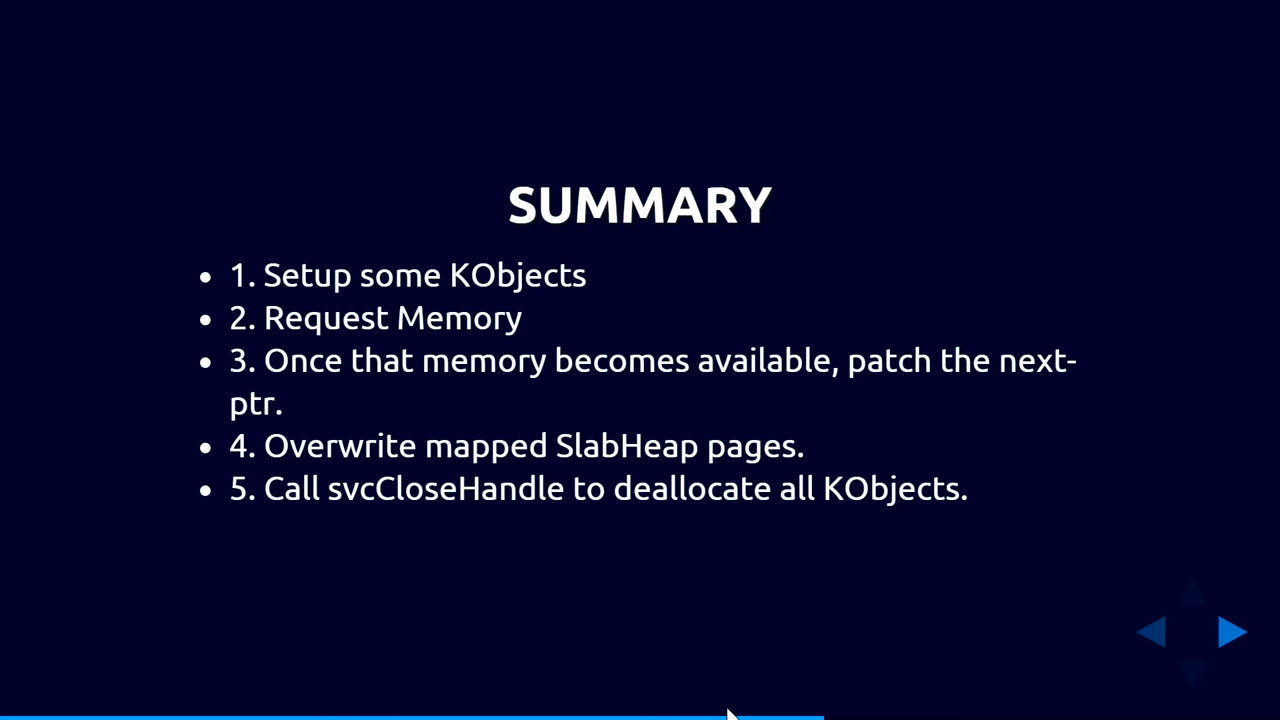 SUMMARY
• 1. Setup some KObjects
• 2. Request Memory
• 3. Once that memory becomes available, patch the next-
ptr.
• 4. Overwrite mapped SlabHeap pages.
• 5. Call svcCloseHandle to deallocate all KObjects.